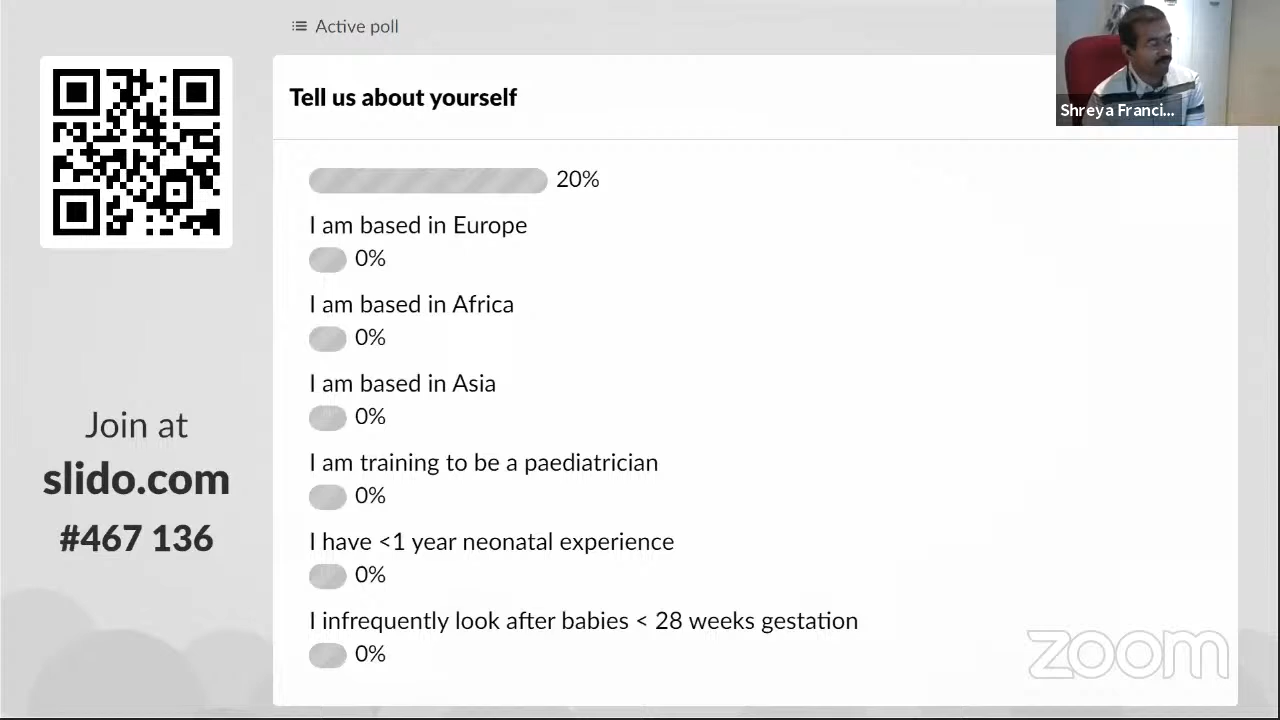 Active poll
Tell us about yourself
Shreya Franci...
20%
I am based in Europe
0%
I am based in Africa
0%
I am based in Asia
0%
I am training to be a paediatrician
0%
I have <1 year neonatal experience
0%
I infrequently look after babies < 28 weeks gestation
0%
Join at
slido.com
#467 136
zoom